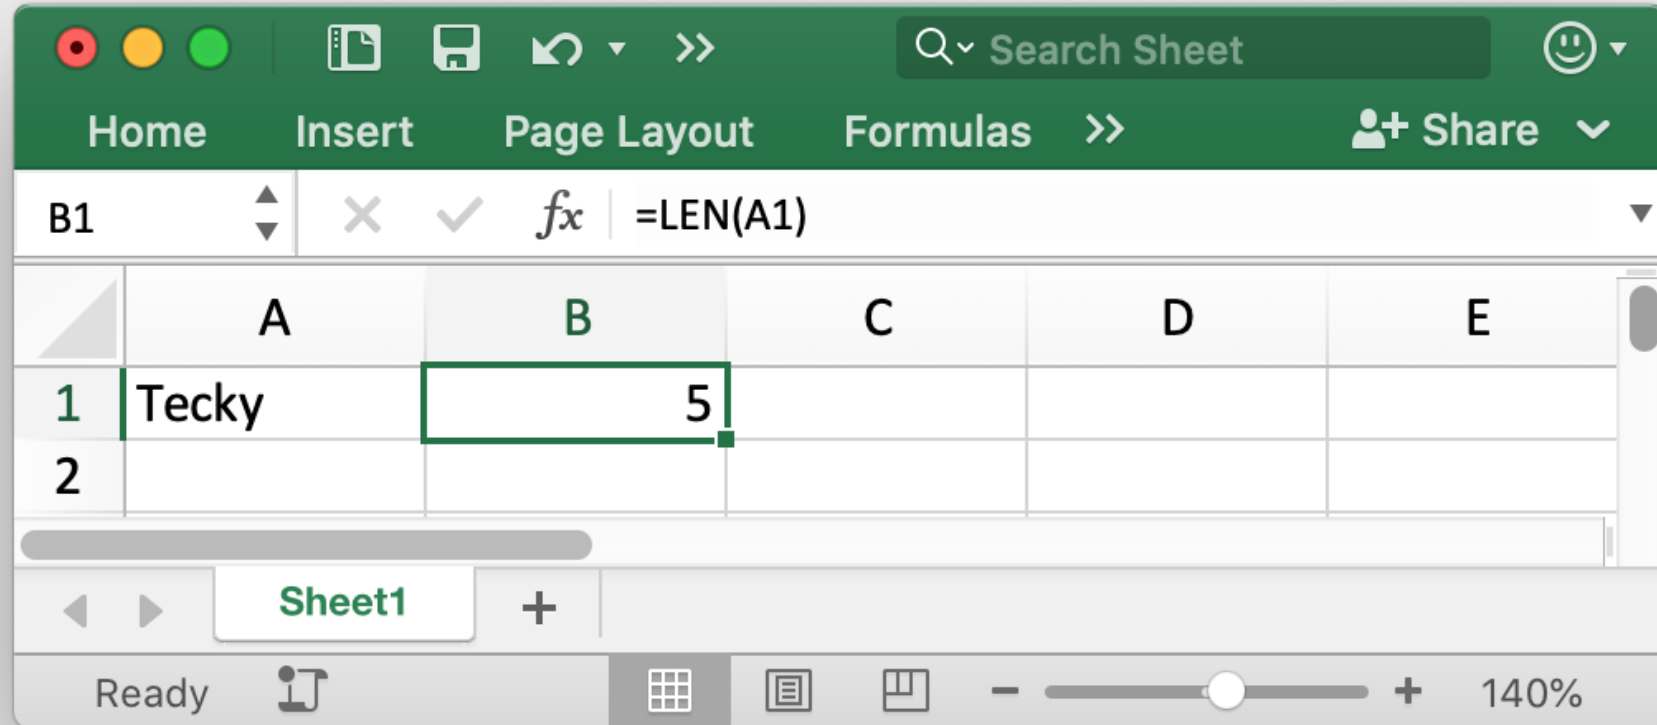 Search Sheet
Home Insert Page Layout Formulas Share
B1 fx =LEN(A1)
A B C D E
1 Tecky 5
2
Sheet1
Ready 140%